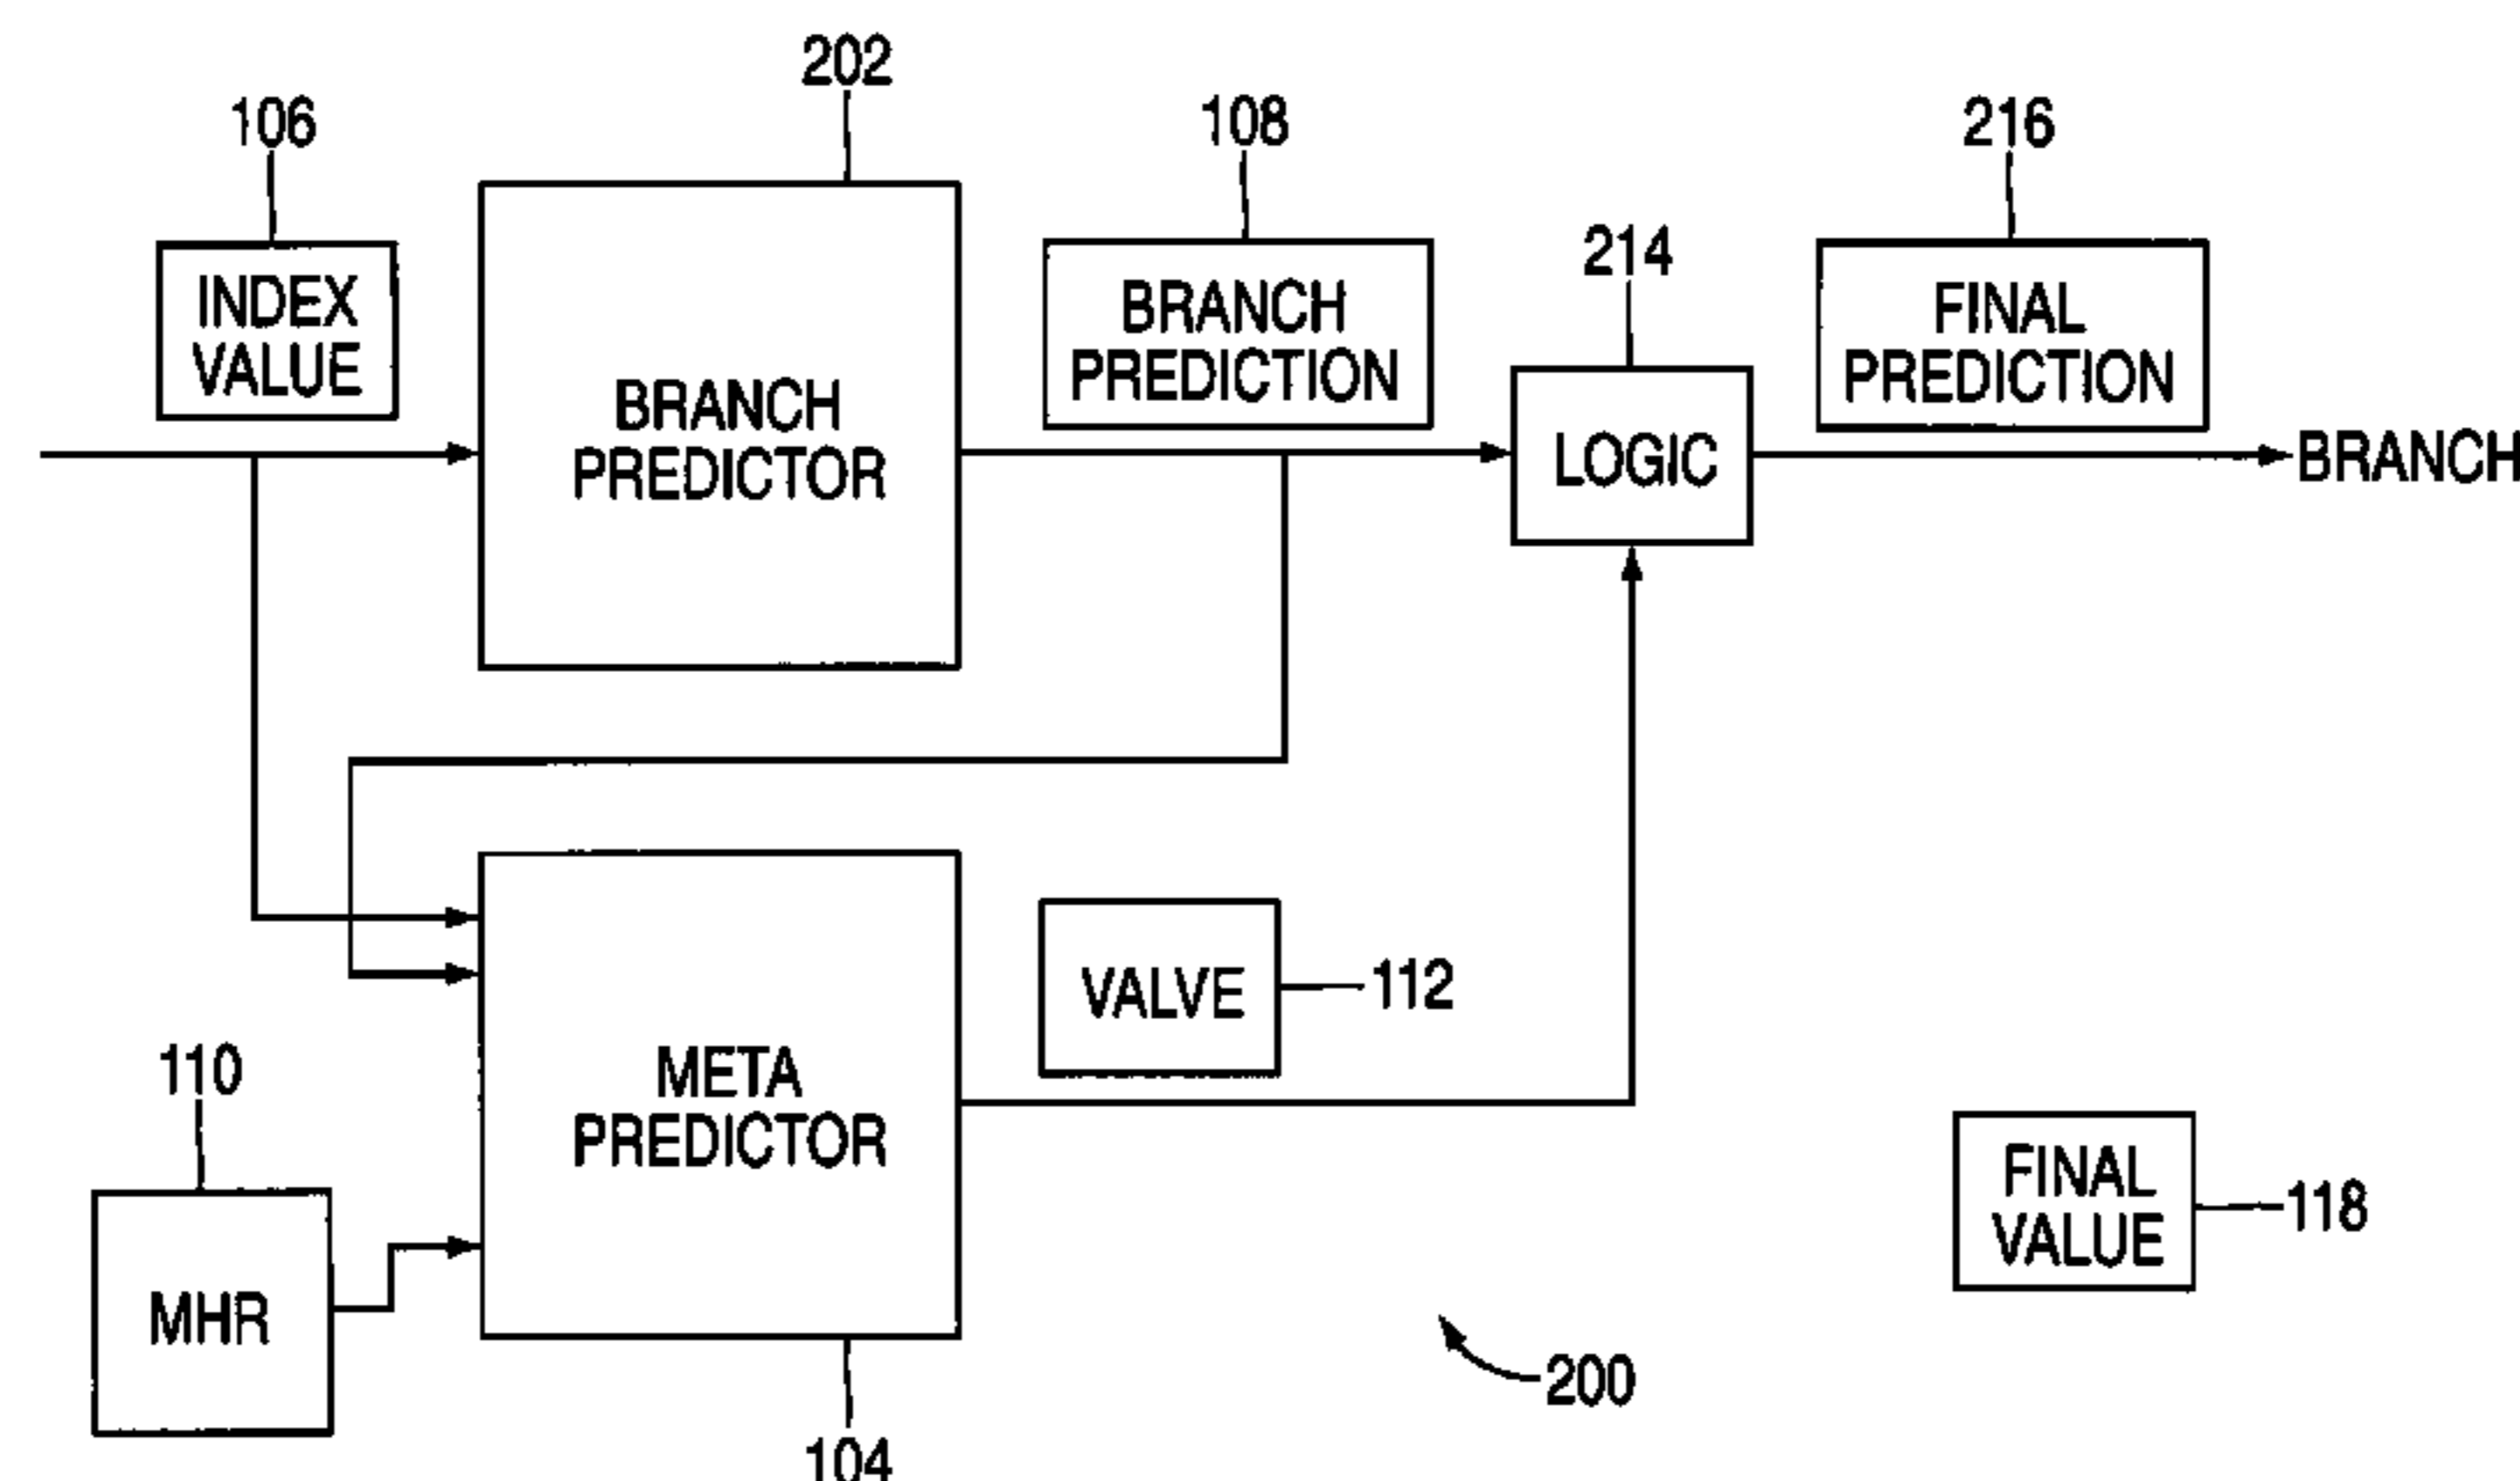 202
106
108
216
214
INDEX
VALUE
BRANCH
PREDICTION
FINAL
PREDICTION
BRANCH
PREDICTOR
LOGIC
BRANCH
VALVE
112
META
PREDICTOR
110
MHR
FINAL
VALUE
118
200
104